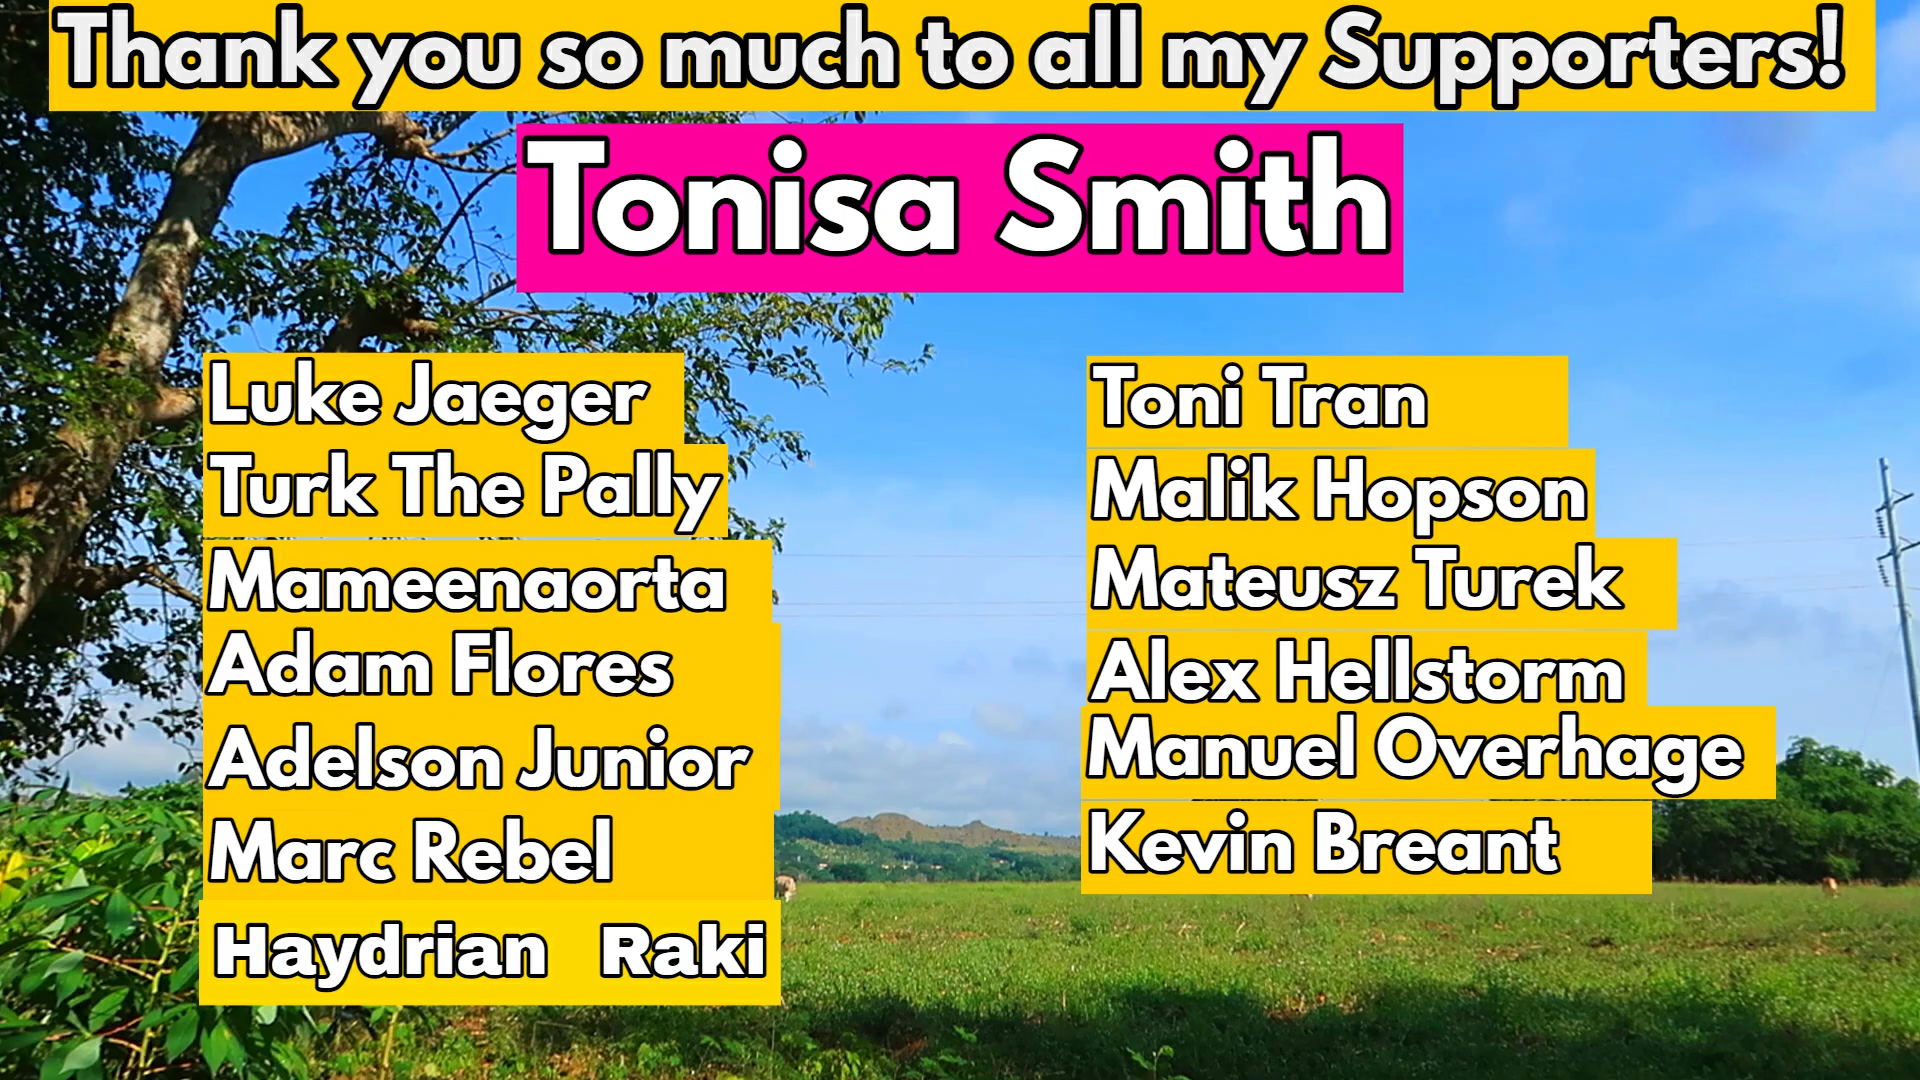 Thank you so much to all my Supporters!
Tonisa Smith
Luke Jaeger
Turk The Pally
Mameenaorta
Adam Flores
Adelson Junior
Marc Rebel
Haydrian Raki
Toni Tran
Malik Hopson
Mateusz Turek
Alex Hellstorm
Manuel Overhage
Kevin Breant